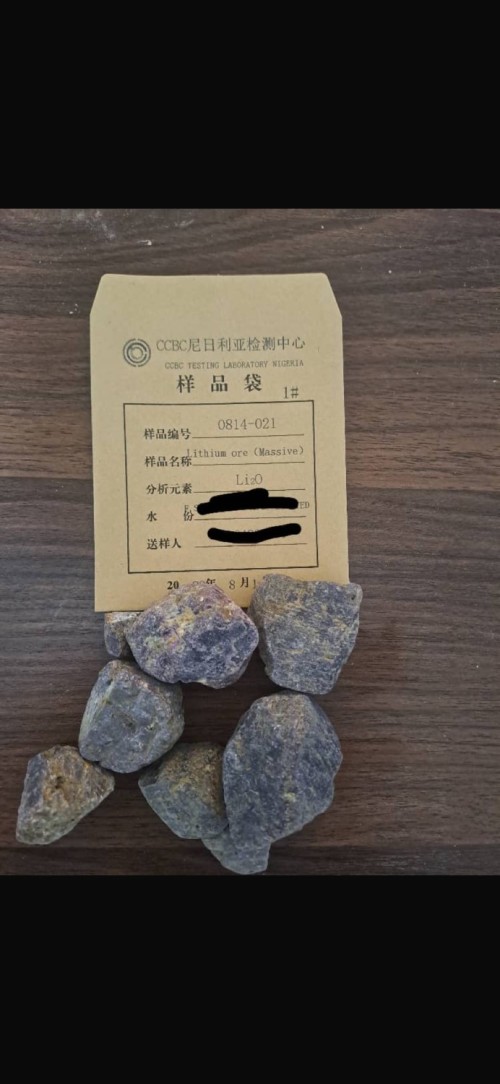 CCBC尼日利亚检测中心
CCBC TESTING LABORATORY NIGERIA
样品袋
1#
样品编号 0814-021
样品名称 Lithium ore (Massive)
分析元素 Li₂O
水 份 ED
送样人
20 年 8 月 1